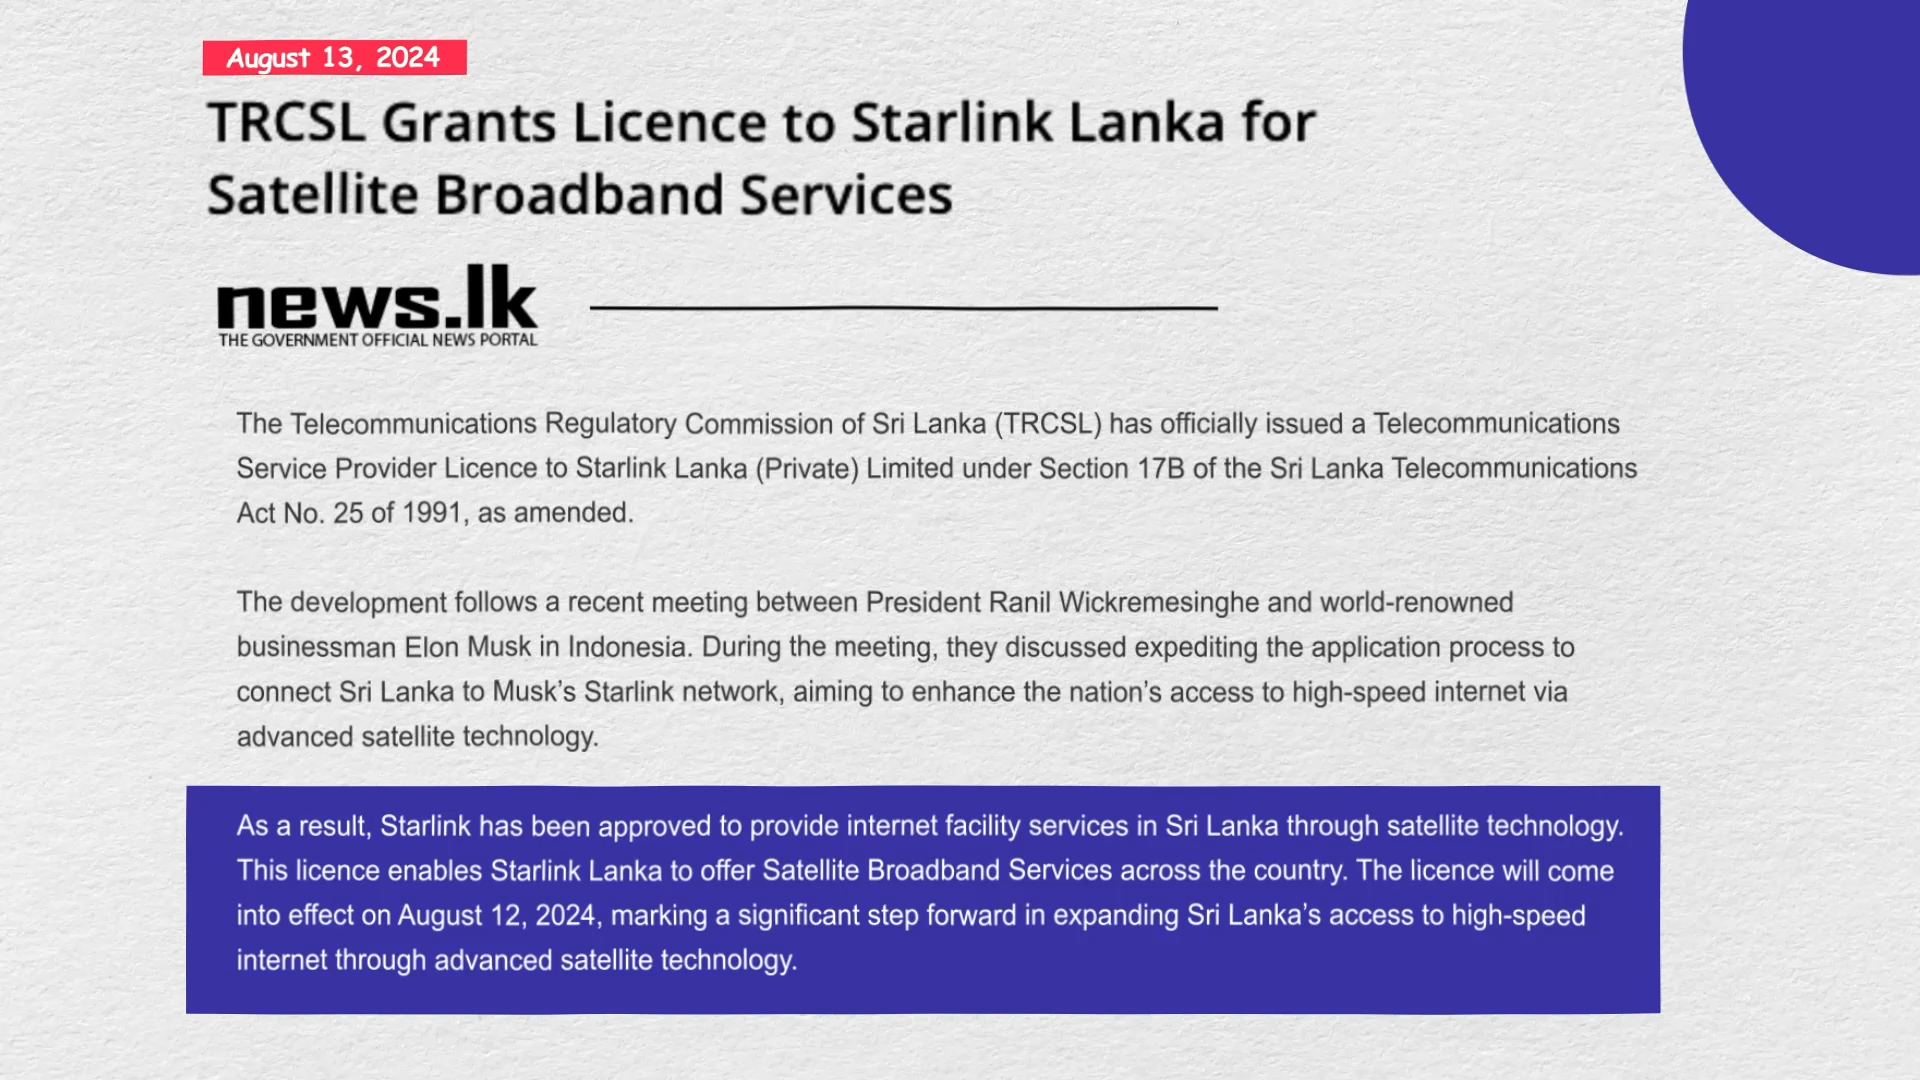 August 13, 2024
TRCSL Grants Licence to Starlink Lanka for
Satellite Broadband Services
news.lk
THE GOVERNMENT OFFICIAL NEWS PORTAL
The Telecommunications Regulatory Commission of Sri Lanka (TRCSL) has officially issued a Telecommunications
Service Provider Licence to Starlink Lanka (Private) Limited under Section 17B of the Sri Lanka Telecommunications
Act No. 25 of 1991, as amended.
The development follows a recent meeting between President Ranil Wickremesinghe and world-renowned
businessman Elon Musk in Indonesia. During the meeting, they discussed expediting the application process to
connect Sri Lanka to Musk’s Starlink network, aiming to enhance the nation’s access to high-speed internet via
advanced satellite technology.
As a result, Starlink has been approved to provide internet facility services in Sri Lanka through satellite technology.
This licence enables Starlink Lanka to offer Satellite Broadband Services across the country. The licence will come
into effect on August 12, 2024, marking a significant step forward in expanding Sri Lanka’s access to high-speed
internet through advanced satellite technology.